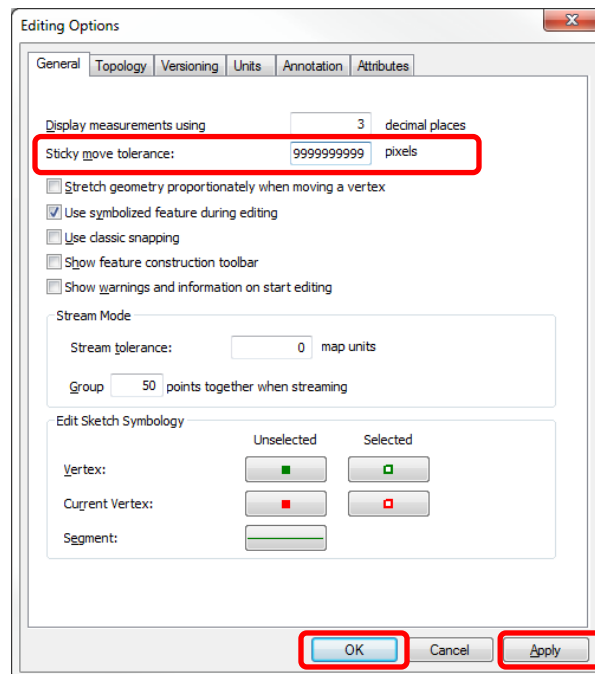 Editing Options
General Topology Versioning Units Annotation Attributes
Display measurements using 3 decimal places
Sticky move tolerance: 9999999999 pixels
Stretch geometry proportionately when moving a vertex
Use symbolized feature during editing
Use classic snapping
Show feature construction toolbar
Show warnings and information on start editing
Stream Mode
Stream tolerance: 0 map units
Group 50 points together when streaming
Edit Sketch Symbology
Unselected Selected
Vertex:
Current Vertex:
Segment:
OK Cancel Apply